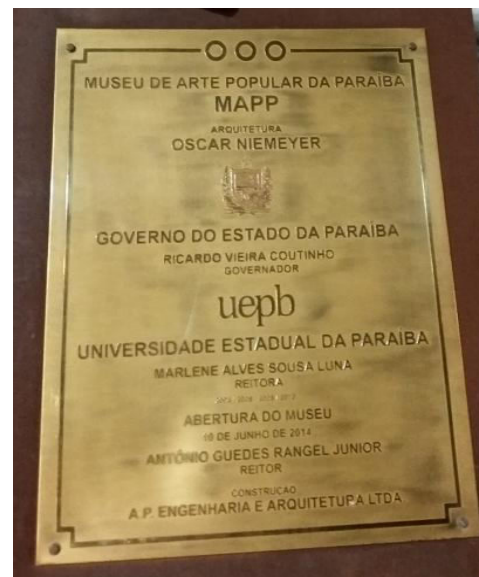 MUSEU DE ARTE POPULAR DA PARAÍBA
MAPP
ARQUITETURA
OSCAR NIEMEYER
GOVERNO DO ESTADO DA PARAÍBA
RICARDO VIEIRA COUTINHO
GOVERNADOR
uepb
UNIVERSIDADE ESTADUAL DA PARAÍBA
MARLENE ALVES SOUSA LUNA
REITORA
ABERTURA DO MUSEU
10 DE JUNHO DE 2014
ANTÔNIO GUEDES RANGEL JUNIOR
REITOR
CONSTRUÇÃO
A.P. ENGENHARIA E ARQUITETURA LTDA